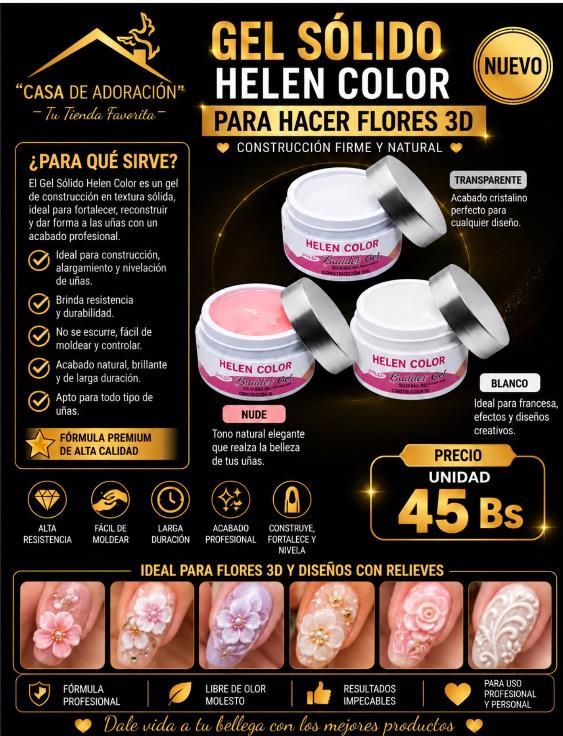 "CASA DE ADORACIÓN"
- Tu Tienda Favorita -
GEL SÓLIDO
HELEN COLOR
PARA HACER FLORES 3D
CONSTRUCCIÓN FIRME Y NATURAL
NUEVO
¿PARA QUÉ SIRVE?
El Gel Sólido Helen Color es un gel
de construcción en textura sólida,
ideal para fortalecer, reconstruir
y dar forma a las uñas con un
acabado profesional.
Ideal para construcción,
alargamiento y nivelación
de uñas.
Brinda resistencia
y durabilidad.
No se escurre, fácil de
moldear y controlar.
Acabado natural, brillante
y de larga duración.
Apto para todo tipo de
uñas.
FÓRMULA PREMIUM
DE ALTA CALIDAD
TRANSPARENTE
Acabado cristalino
perfecto para
cualquier diseño.
HELEN COLOR
Builder Gel
HELEN COLOR
Builder Gel
HELEN COLOR
Builder Gel
NUDE
Tono natural elegante
que realza la belleza
de tus uñas.
BLANCO
Ideal para francesa,
efectos y diseños
creativos.
PRECIO
UNIDAD
45 Bs
ALTA
RESISTENCIA
FÁCIL DE
MOLDEAR
LARGA
DURACIÓN
ACABADO
PROFESIONAL
CONSTRUYE,
FORTALECE Y
NIVELA
IDEAL PARA FLORES 3D Y DISEÑOS CON RELIEVES
FÓRMULA
PROFESIONAL
LIBRE DE OLOR
MOLESTO
RESULTADOS
IMPECABLES
PARA USO
PROFESIONAL
Y PERSONAL
Dale vida a tu bellega con los mejores productos